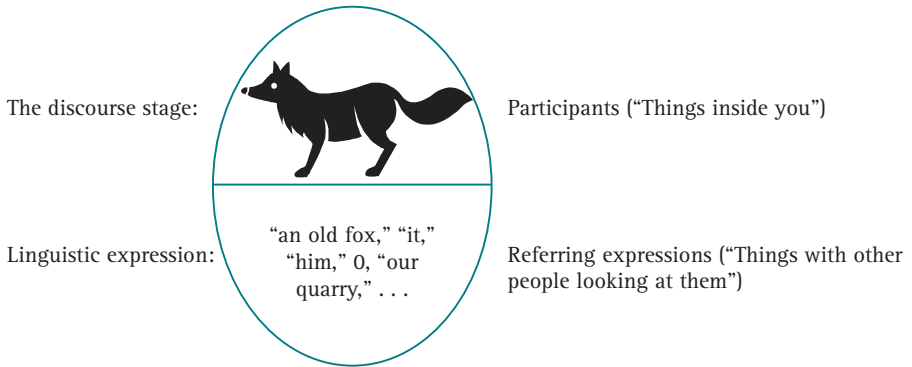 The discourse stage:
Participants (“Things inside you”)
Linguistic expression:
“an old fox,” “it,”
“him,” 0, “our
quarry,” . . .
Referring expressions (“Things with other
people looking at them”)